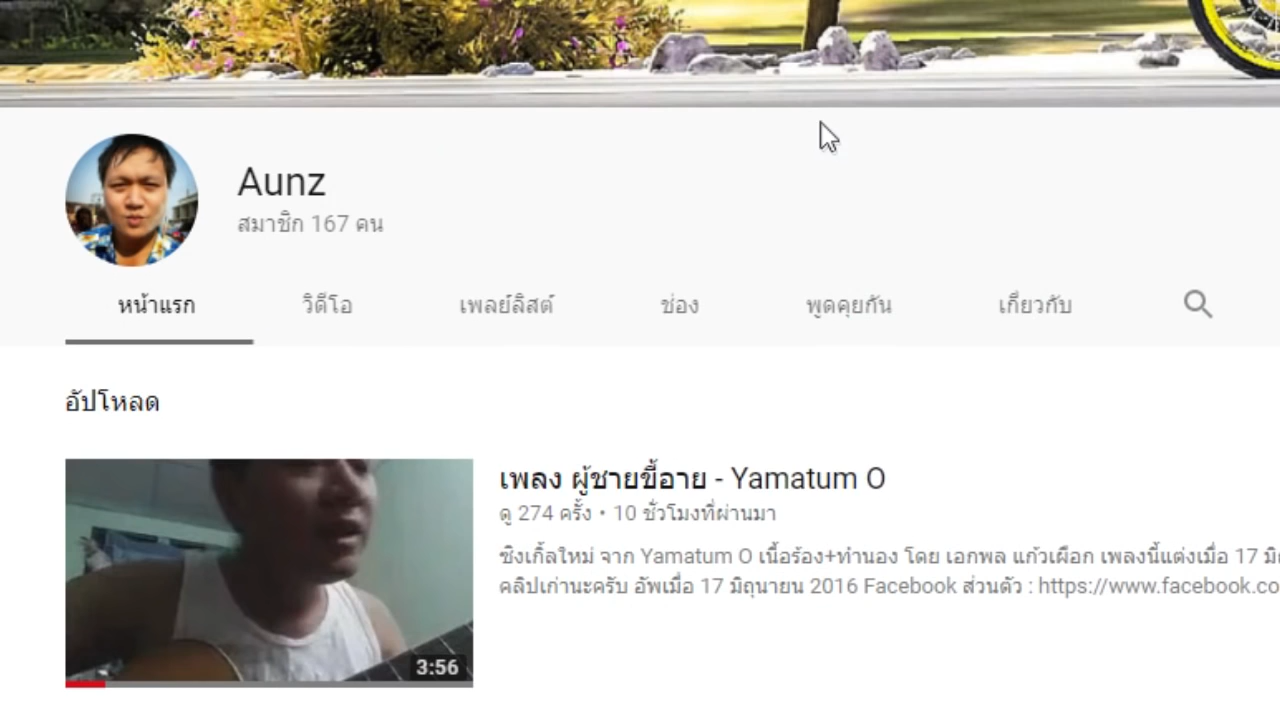 Aunz
สมาชิก 167 คน
หน้าแรก วิดีโอ เพลย์ลิสต์ ช่อง พูดคุยกัน เกี่ยวกับ
อัปโหลด
เพลง ผู้ชายขี้อาย - Yamatum O
ดู 274 ครั้ง • 10 ชั่วโมงที่ผ่านมา
ซิงเกิ้ลใหม่ จาก Yamatum O เนื้อร้อง+ทำนอง โดย เอกพล แก้วเผือก เพลงนี้แต่งเมื่อ 17
คลิปเก่านะครับ อัพเมื่อ 17 มิถุนายน 2016 Facebook ส่วนตัว : https://www.facebook.co
3:56